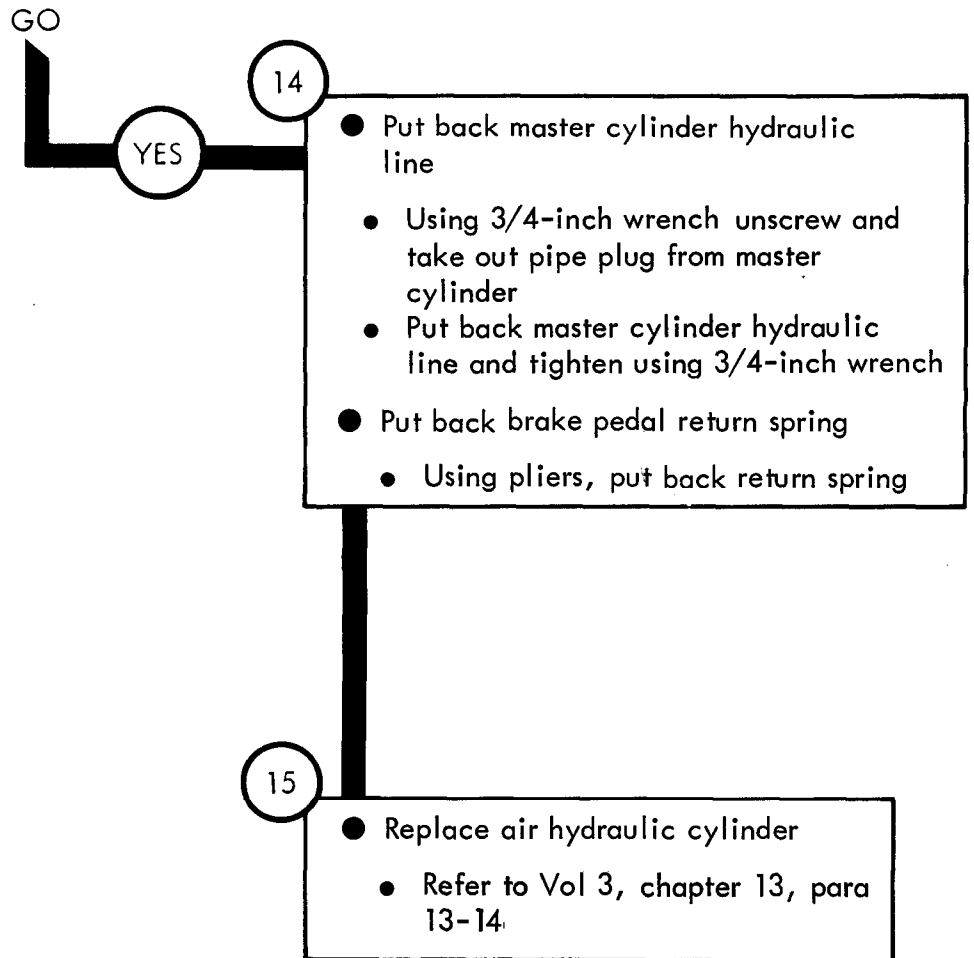 GO
YES
14
● Put back master cylinder hydraulic
line
● Using 3/4-inch wrench unscrew and
take out pipe plug from master
cylinder
● Put back master cylinder hydraulic
line and tighten using 3/4-inch wrench
● Put back brake pedal return spring
● Using pliers, put back return spring
15
● Replace air hydraulic cylinder
● Refer to Vol 3, chapter 13, para
13-14